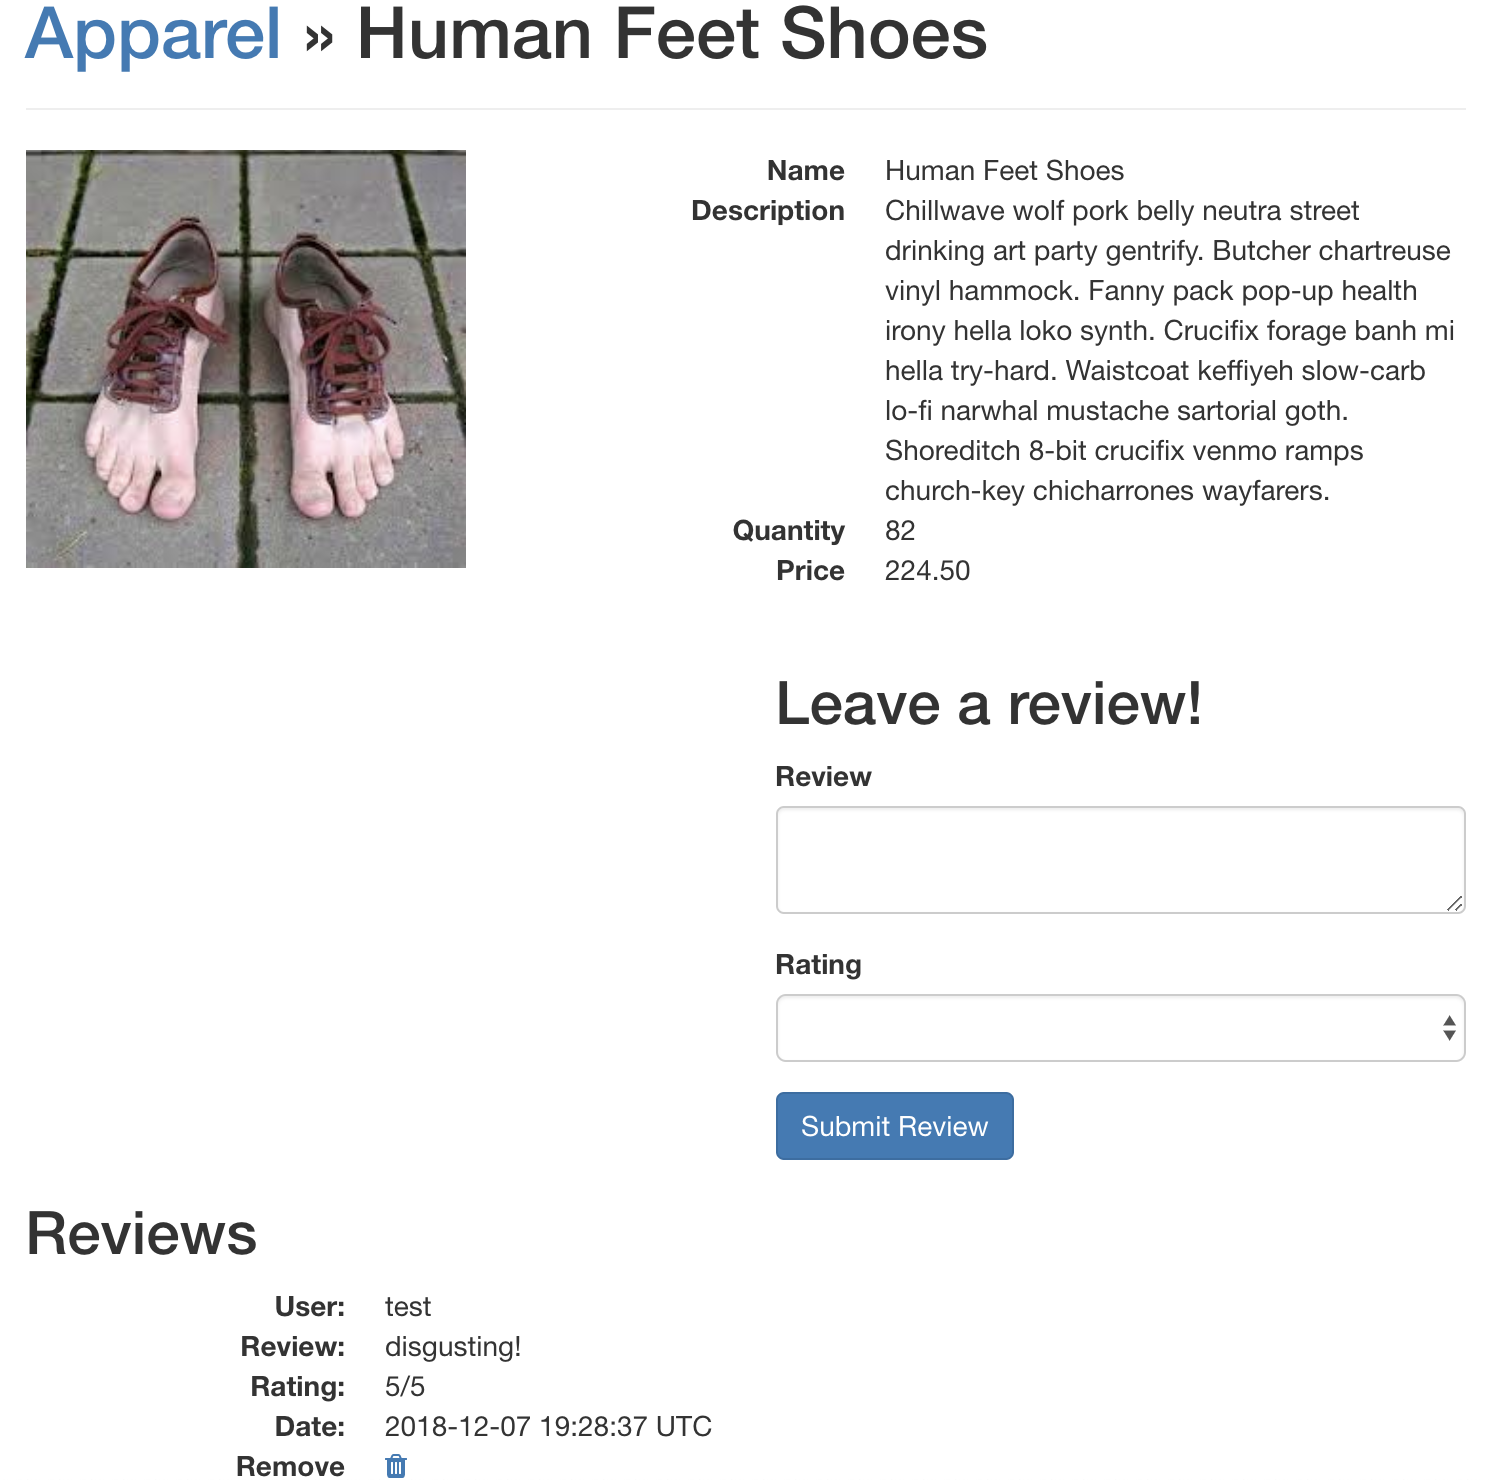 Apparel » Human Feet Shoes
Name Human Feet Shoes
Description Chillwave wolf pork belly neutra street
drinking art party gentrify. Butcher chartreuse
vinyl hammock. Fanny pack pop-up health
irony hella loko synth. Crucifix forage banh mi
hella try-hard. Waistcoat keffiyeh slow-carb
lo-fi narwhal mustache sartorial goth.
Shoreditch 8-bit crucifix venmo ramps
church-key chicharrones wayfarers.
Quantity 82
Price 224.50
Leave a review!
Review
Rating
Submit Review
Reviews
User: test
Review: disgusting!
Rating: 5/5
Date: 2018-12-07 19:28:37 UTC
Remove